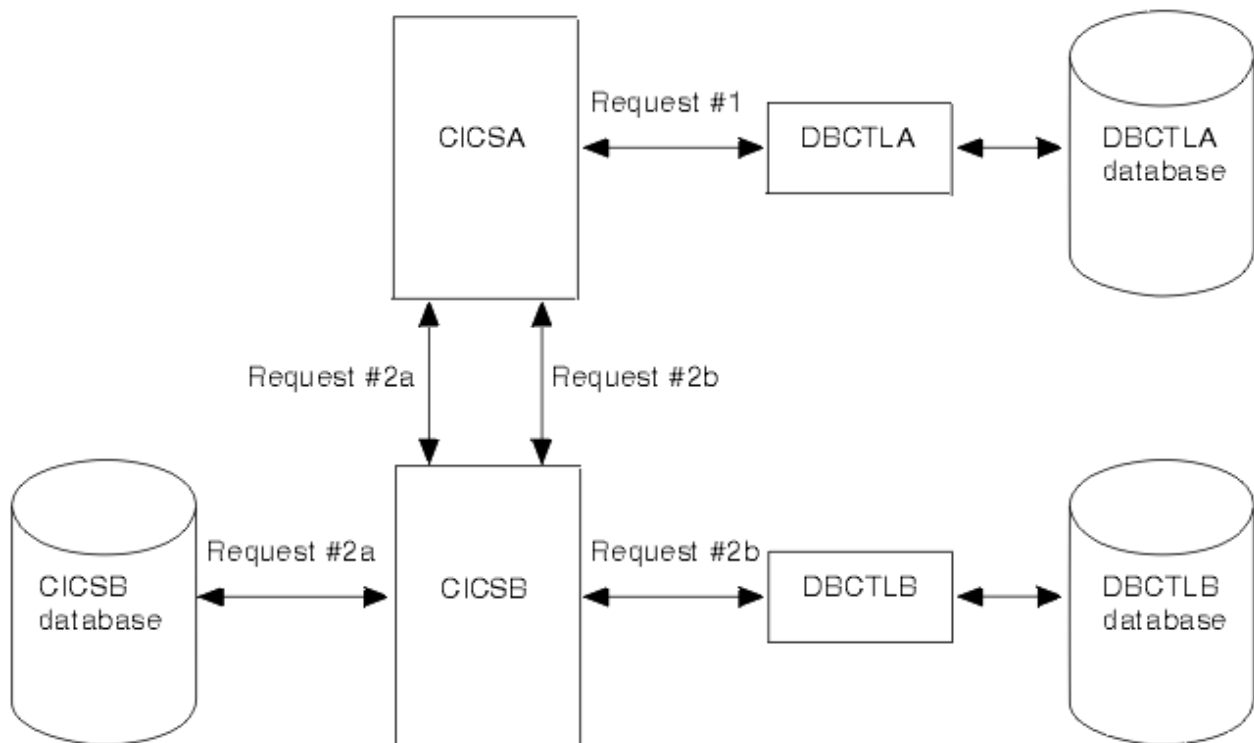 Request #1
CICSA
DBCTLA
DBCTLA
database
Request #2a
Request #2b
Request #2a
Request #2b
CICSB
database
CICSB
DBCTLB
DBCTLB
database